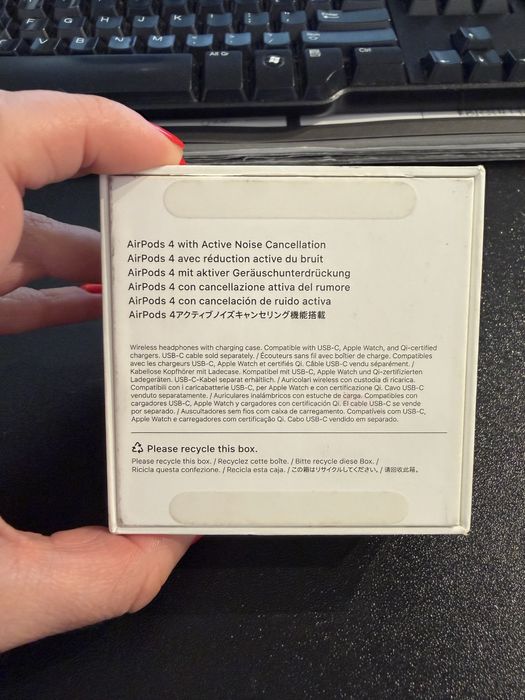 Alt Gr
Ctrl
AirPods 4 with Active Noise Cancellation
AirPods 4 avec réduction active du bruit
AirPods 4 mit aktiver Geräuschunterdrückung
AirPods 4 con cancellazione attiva del rumore
AirPods 4 con cancelación de ruido activa
AirPods 4アクティブノイズキャンセリング機能搭載
Wireless headphones with charging case. Compatible with USB-C, Apple Watch, and Qi-certified
chargers. USB-C cable sold separately. / Écouteurs sans fil avec boîtier de charge. Compatibles
avec les chargeurs USB-C, Apple Watch et certifiés Qi. Câble USB-C vendu séparément. /
Kabellose Kopfhörer mit Ladecase. Kompatibel mit USB-C, Apple Watch und Qi-zertifizierten
Ladegeräten. USB-C-Kabel separat erhältlich. / Auricolari wireless con custodia di ricarica.
Compatibili con i caricabatterie USB-C, per Apple Watch e con certificazione Qi. Cavo USB-C
venduto separatamente. / Auriculares inalámbricos con estuche de carga. Compatibles con
cargadores USB-C, Apple Watch y cargadores con certificación Qi. El cable USB-C se vende
por separado. / Auscultadores sem fios com caixa de carregamento. Compatíveis com USB-C,
Apple Watch e carregadores com certificação Qi. Cabo USB-C vendido em separado.
Please recycle this box.
Please recycle this box. / Recyclez cette boîte. / Bitte recycle diese Box. /
Ricicla questa confezione. / Recicla esta caja. / この箱はリサイクルしてください。/ 请回收此箱。